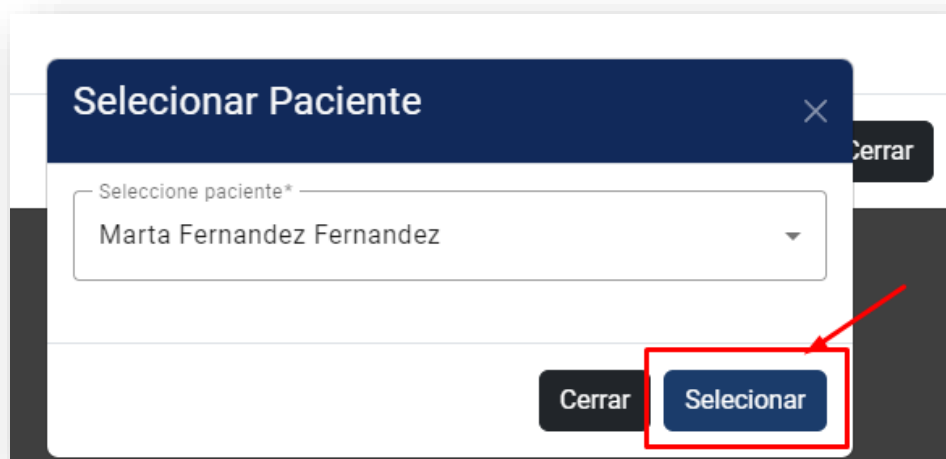 Selecionar Paciente
Cerrar
Seleccione paciente*
Marta Fernandez Fernandez
Cerrar
Selecionar